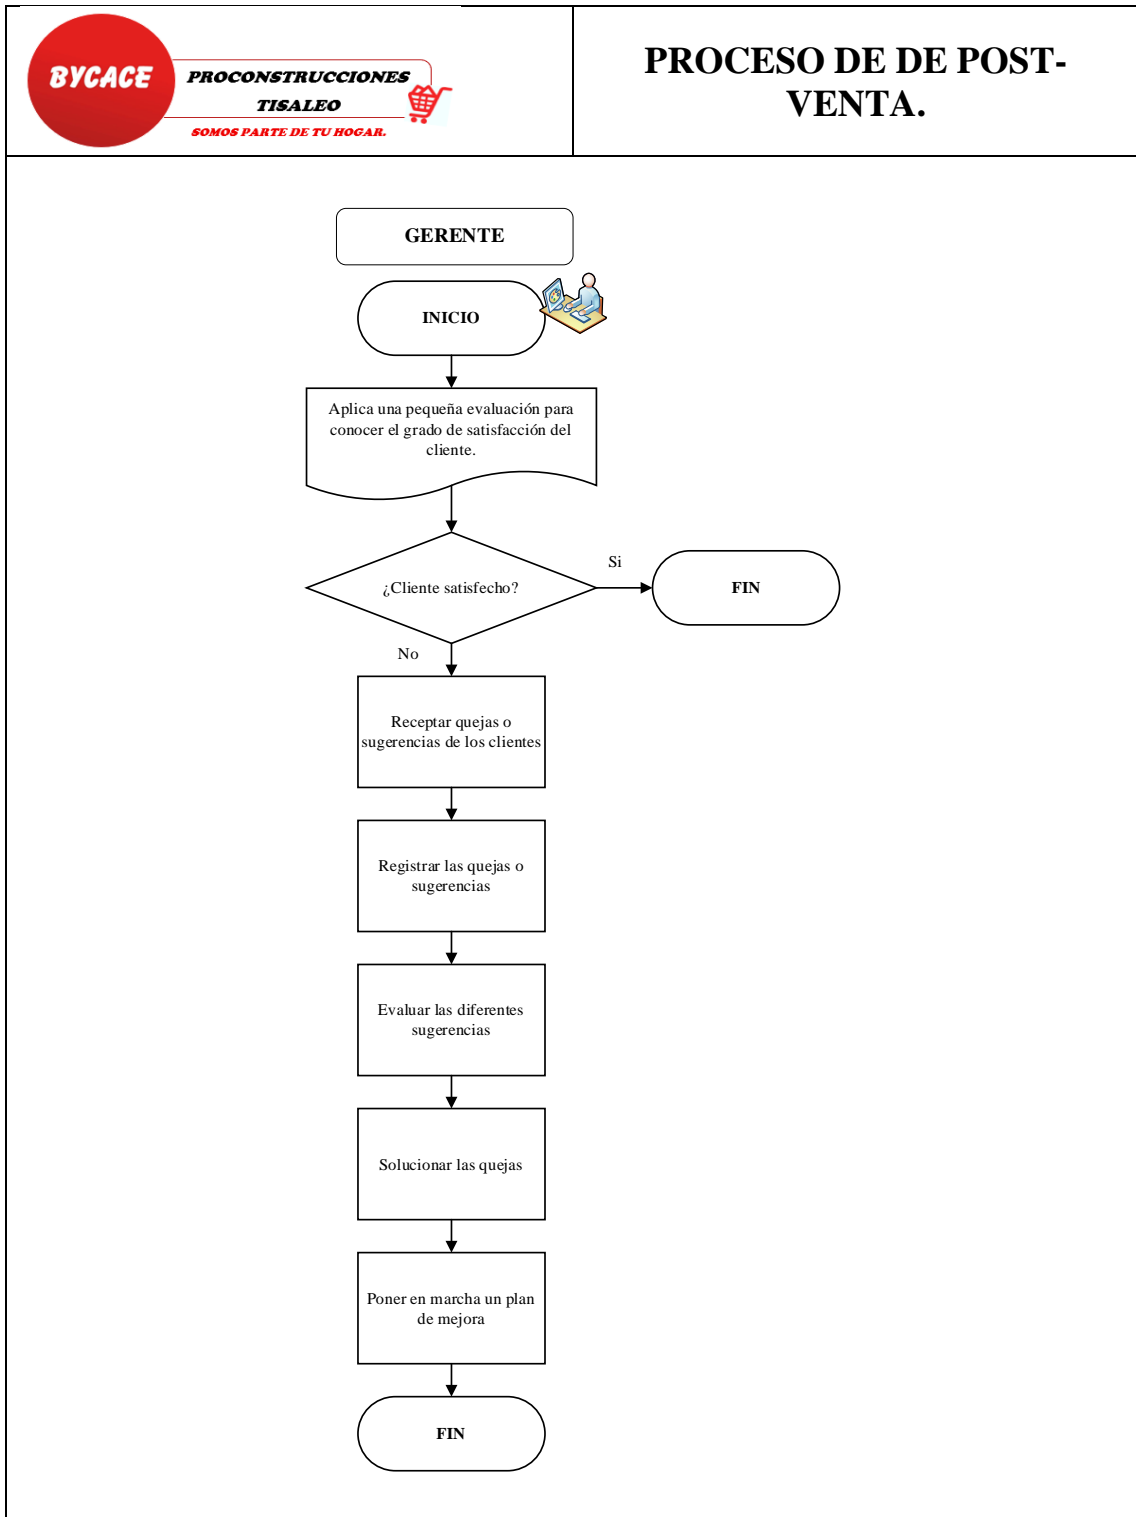 BYCACE
PROCONSTRUCCIONES
TISALEO
SOMOS PARTE DE TU HOGAR.
PROCESO DE DE POST-
VENTA.
GERENTE
INICIO
Aplica una pequeña evaluación para
conocer el grado de satisfacción del
cliente.
¿Cliente satisfecho?
Si
FIN
No
Receptar quejas o
sugerencias de los clientes
Registrar las quejas o
sugerencias
Evaluar las diferentes
sugerencias
Solucionar las quejas
Poner en marcha un plan
de mejora
FIN